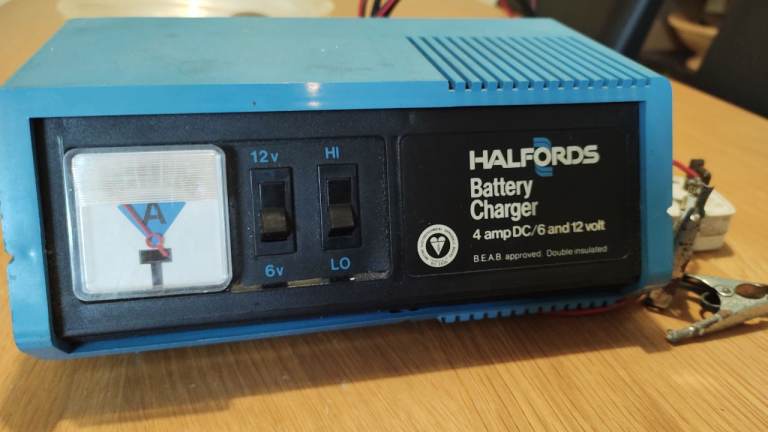 A
12v
HI
6v
LO
HALFORDS
Battery
Charger
4 amp DC/6 and 12 volt
B.E.A.B. approved. Double insulated